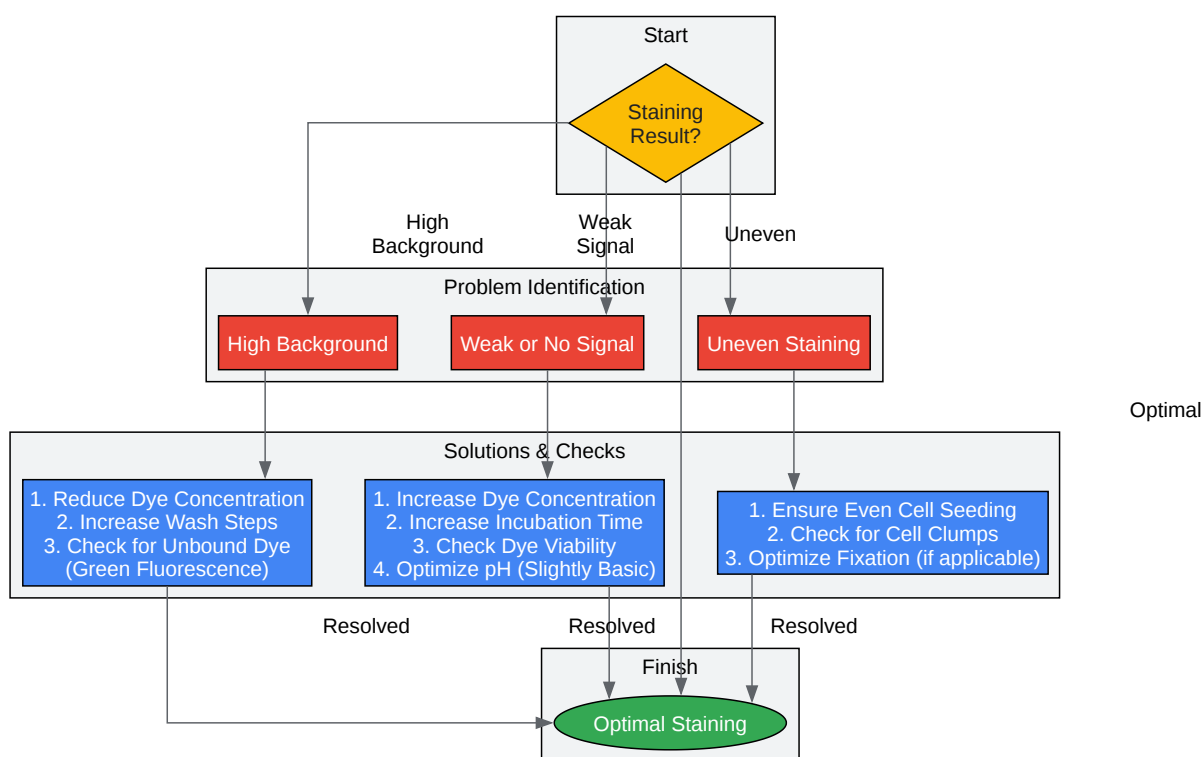 Start
Staining
Result?
High
Background
Weak
Signal
Uneven
Problem Identification
High Background
Weak or No Signal
Uneven Staining
Optimal
Solutions & Checks
1. Reduce Dye Concentration
2. Increase Wash Steps
3. Check for Unbound Dye
(Green Fluorescence)
1. Increase Dye Concentration
2. Increase Incubation Time
3. Check Dye Viability
4. Optimize pH (Slightly Basic)
1. Ensure Even Cell Seeding
2. Check for Cell Clumps
3. Optimize Fixation (if applicable)
Resolved
Resolved
Resolved
Finish
Optimal Staining